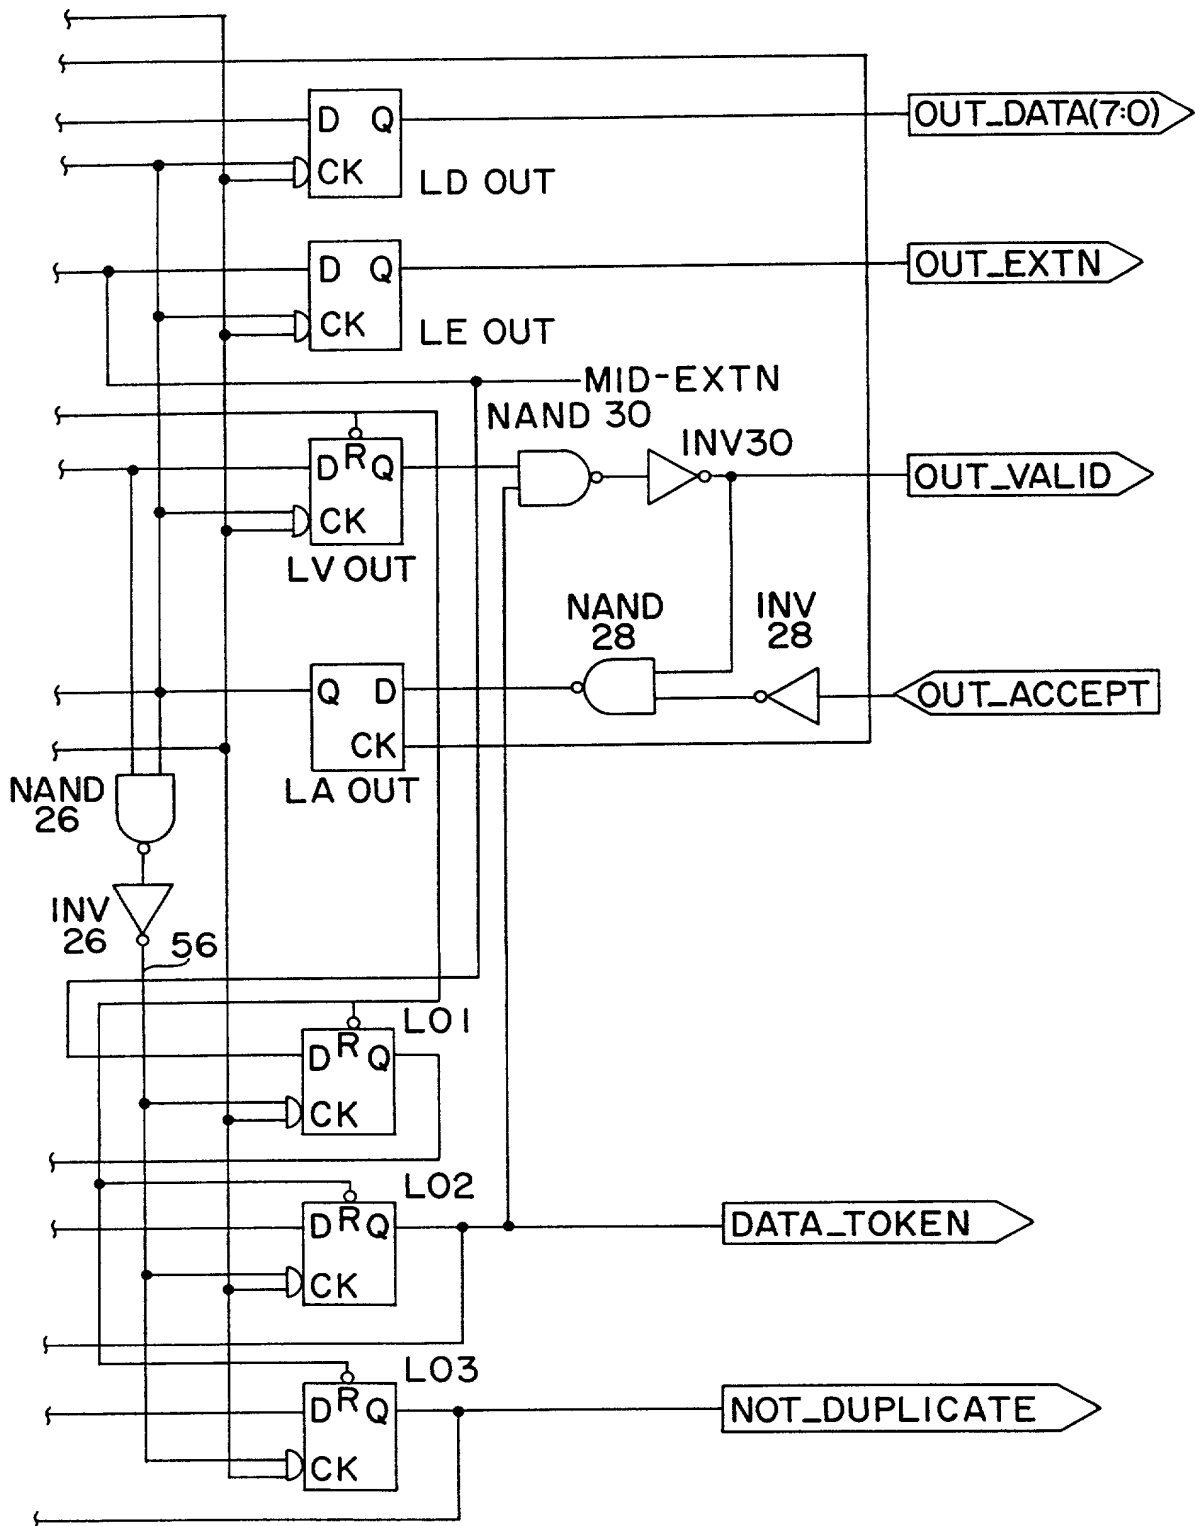 D Q
CK
LD OUT
OUT_DATA(7:0)
D Q
CK
LE OUT
OUT_EXTN
MID-EXTN
NAND 30
INV30
D R Q
CK
LV OUT
OUT_VALID
NAND
28
INV
28
Q D
CK
LA OUT
OUT_ACCEPT
NAND
26
INV
26
56
LO1
D R Q
CK
LO2
D R Q
CK
DATA_TOKEN
LO3
D R Q
CK
NOT_DUPLICATE